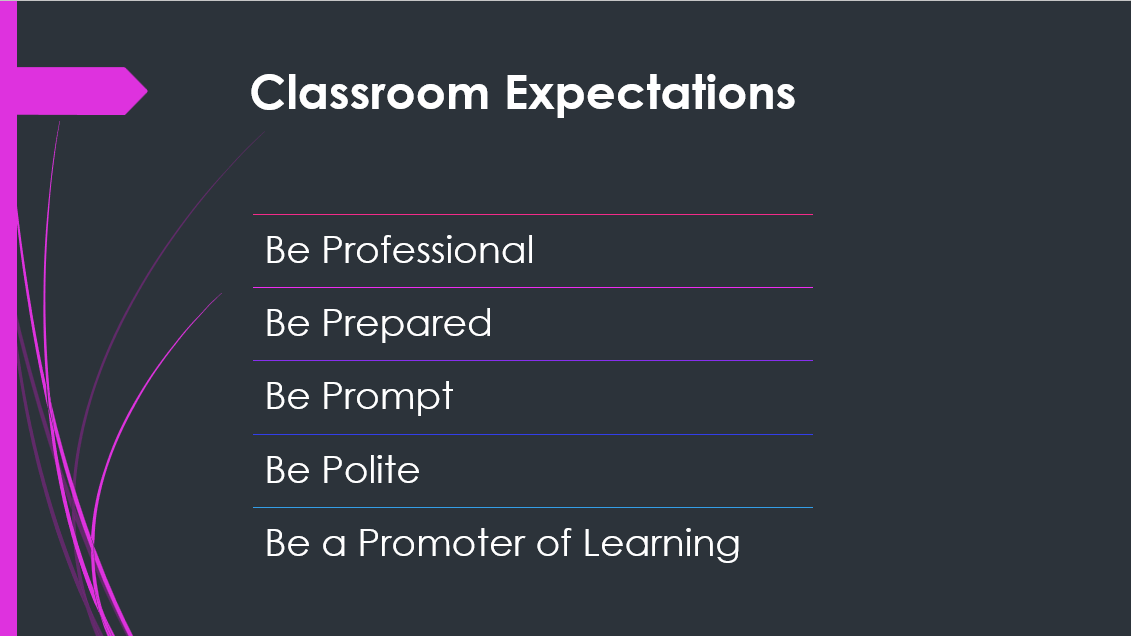 Classroom Expectations
Be Professional
Be Prepared
Be Prompt
Be Polite
Be a Promoter of Learning